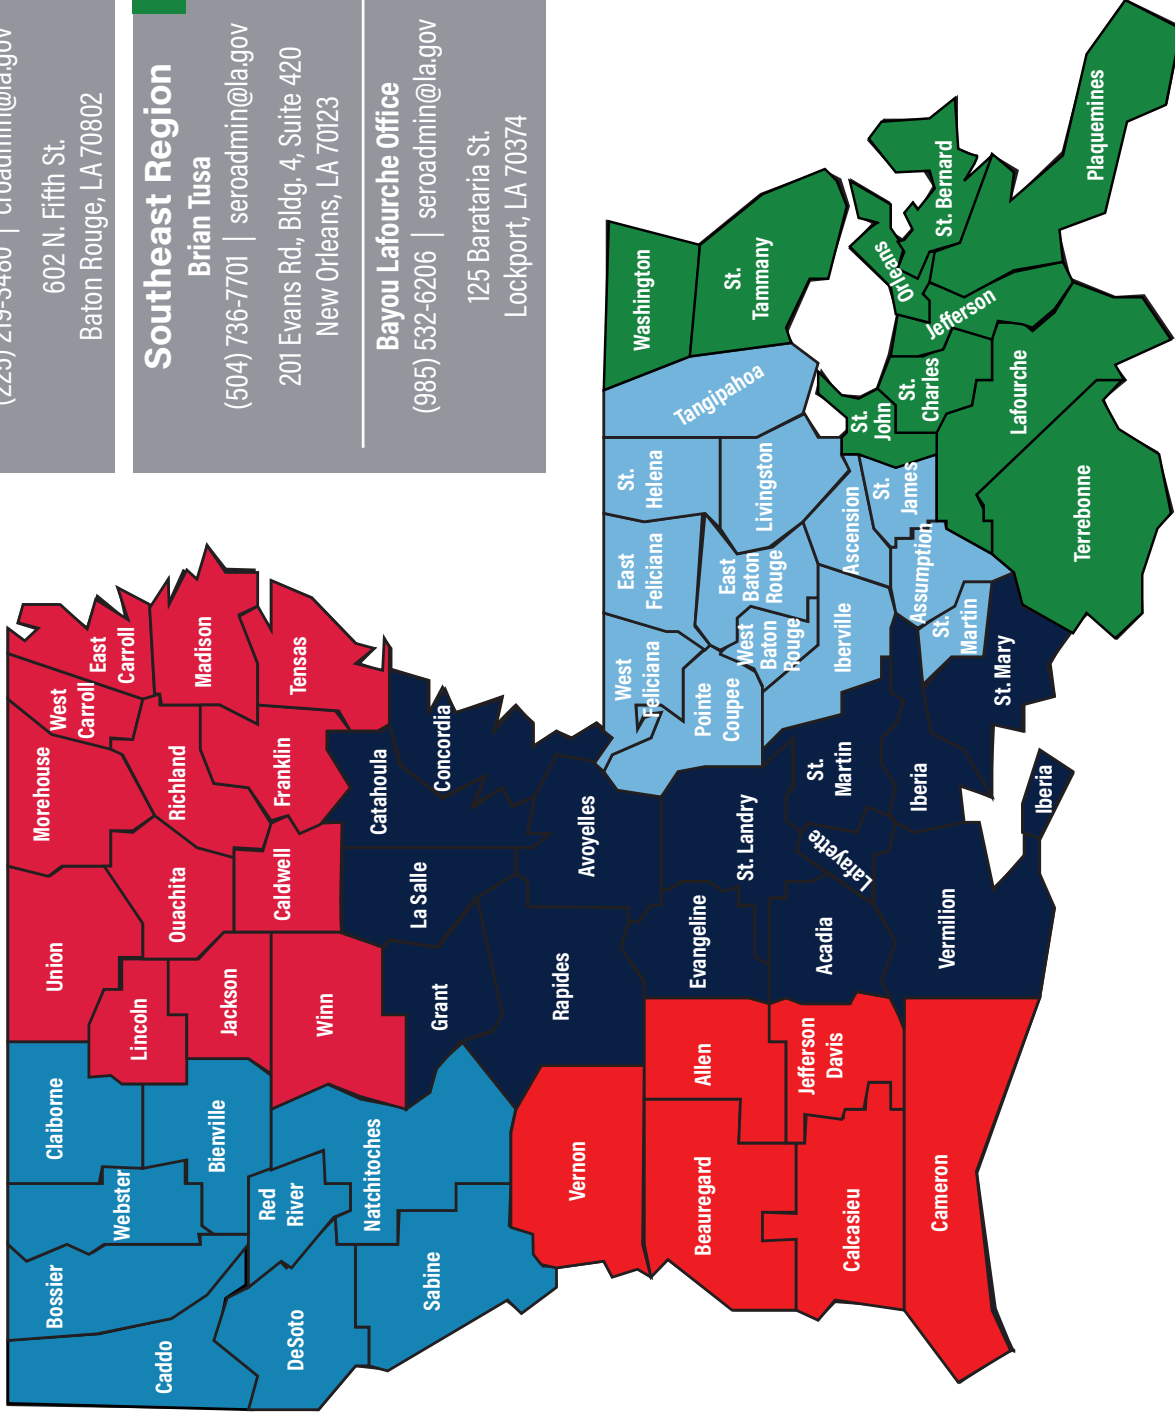 (225) 219-3460 | croadmin@la.gov
602 N. Fifth St.
Baton Rouge, LA 70802
Southeast Region
Brian Tusa
(504) 736-7701 | seroadmin@la.gov
201 Evans Rd., Bldg. 4, Suite 420
New Orleans, LA 70123
Bayou Lafourche Office
(985) 532-6206 | seroadmin@la.gov
125 Barataria St.
Lockport, LA 70374
Caddo
Bossier
Webster
Claiborne
Union
Morehouse
West
Carroll
East
Carroll
Lincoln
Ouachita
Richland
Madison
DeSoto
Red
River
Bienville
Jackson
Caldwell
Franklin
Tensas
Sabine
Natchitoches
Winn
Grant
La Salle
Catahoula
Concordia
Vernon
Rapides
Avoyelles
Beauregard
Allen
Evangeline
St. Landry
Pointe
Coupee
West
Feliciana
East
Feliciana
St.
Helena
Tangipahoa
Washington
St.
Tammany
West
Baton
Rouge
East
Baton
Rouge
Livingston
Calcasieu
Jefferson
Davis
Acadia
Lafayette
St.
Martin
Iberville
Ascension
St.
James
St.
John
St.
Charles
Orleans
St. Bernard
Cameron
Vermilion
Iberia
Iberia
St. Mary
St.
Martin
Assumption
Terrebonne
Lafourche
Jefferson
Plaquemines